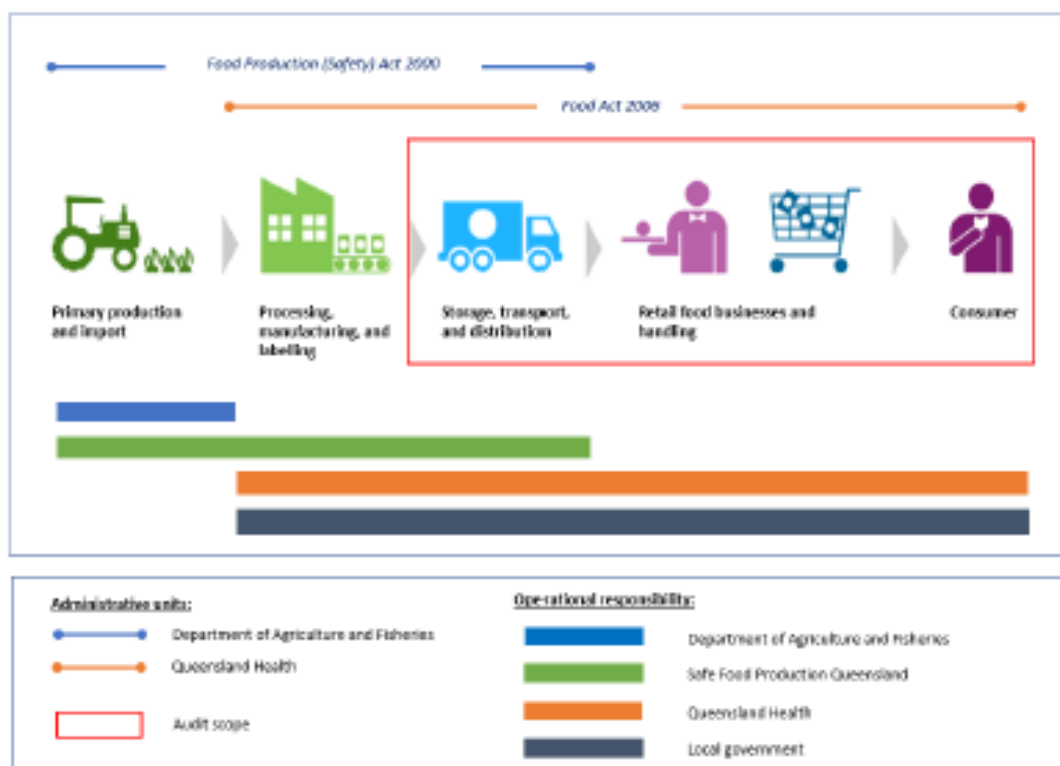 Food Production (Safety) Act 2000
Food Act 2006
Primary production
and import
Processing,
manufacturing, and
labelling
Storage, transport,
and distribution
Retail food businesses and
handling
Consumer
Administrative units:
Department of Agriculture and Fisheries
Queensland Health
Audit scope
Operational responsibility:
Department of Agriculture and Fisheries
Safe Food Production Queensland
Queensland Health
Local government